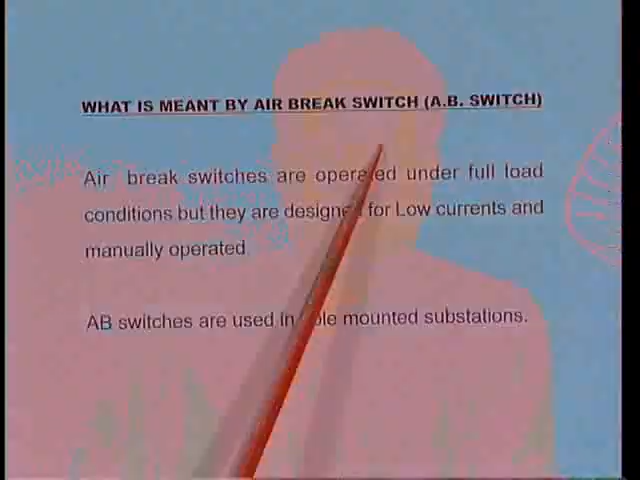 WHAT IS MEANT BY AIR BREAK SWITCH (A.B. SWITCH)
Air break switches are operated under full load
conditions but they are designed for Low currents and
manually operated
AB switches are used in mounted substations.